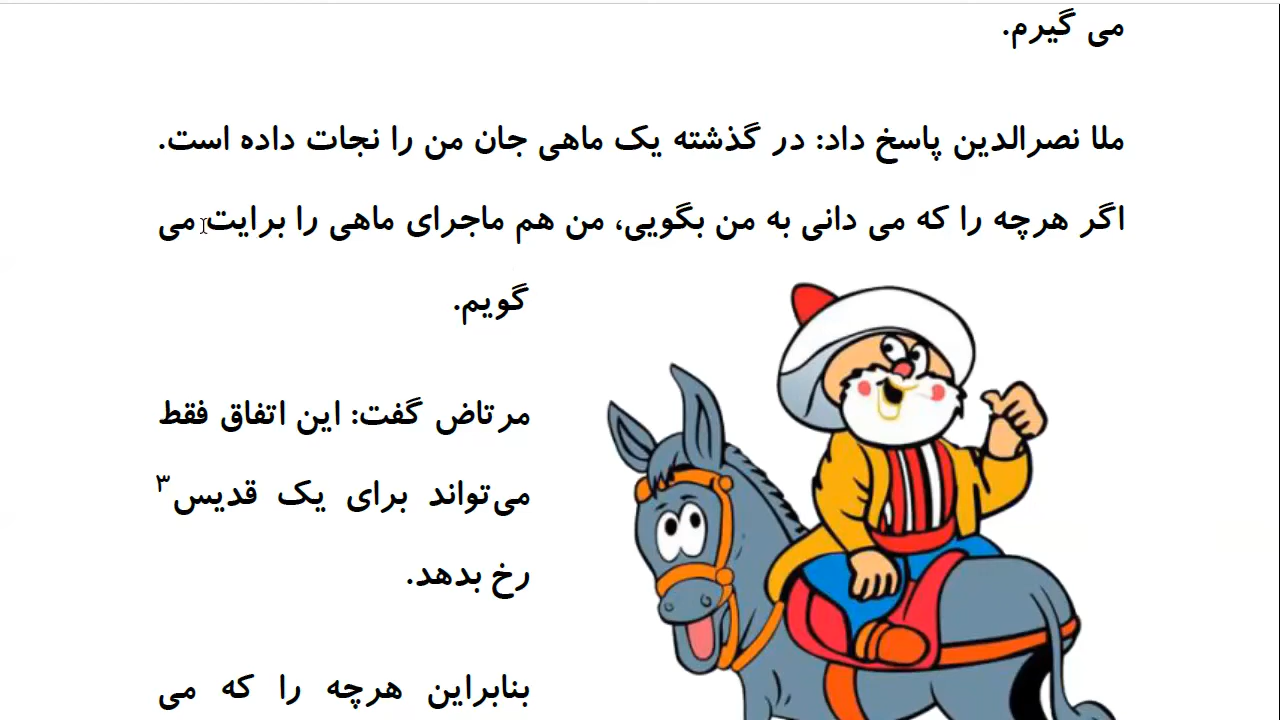 می گیرم.
ملا نصرالدین پاسخ داد: در گذشته یک ماهی جان من را نجات داده است.
اگر هرچه را که می دانی به من بگویی، من هم ماجرای ماهی را برایت می
گویم.
مرتاض گفت: این اتفاق فقط
می‌تواند برای یک قدیس۳
رخ بدهد.
بنابراین هرچه را که می